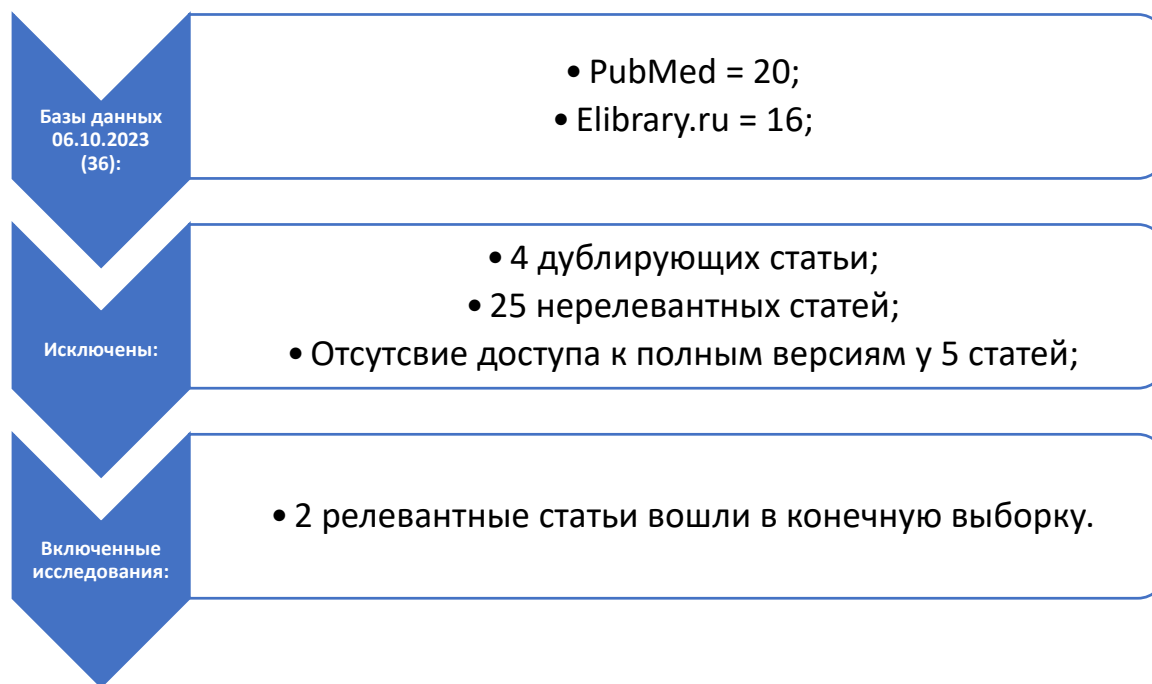 Базы данных
06.10.2023
(36):
• PubMed = 20;
• Elibrary.ru = 16;
Исключены:
• 4 дублирующих статьи;
• 25 нерелевантных статей;
• Отсутсвие доступа к полным версиям у 5 статей;
Включенные
исследования:
• 2 релевантные статьи вошли в конечную выборку.